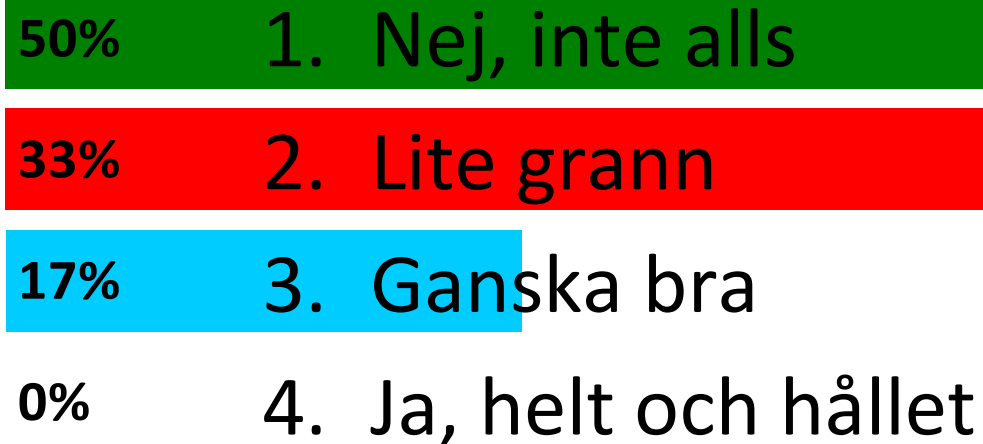 50% 1. Nej, inte alls
33% 2. Lite grann
17% 3. Ganska bra
0% 4. Ja, helt och hållet